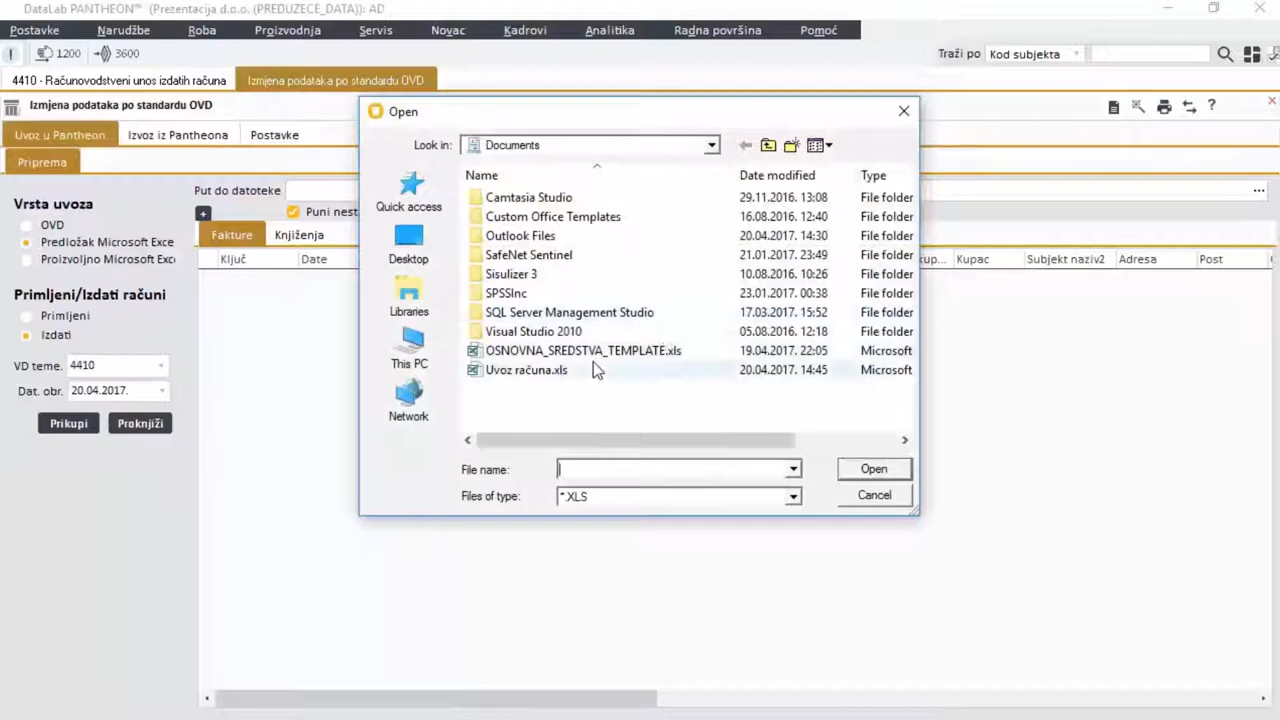 DataLab PANTHEON™ (Prezentacija d.o.o. (PREDUZECE_DATA)): AD
Postavke Narudžbe Roba Proizvodnja Servis Novac Kadrovi Analitika Radna površina Pomoć
1200 3600 Traži po Kod subjekta
4410 - Računovodstveni unos izdatih računa Izmjena podataka po standardu OVD
Izmjena podataka po standardu OVD
Uvoz u Pantheon Izvoz iz Pantheona Postavke
Priprema
Put do datoteke
Vrsta uvoza
Puni nest
OVD
Predložak Microsoft Exce
Proizvoljno Microsoft Exc
Fakture Knjiženja
Ključ Date Kupac Subjekt naziv2 Adresa Post
Primljeni/Izdati računi
Primljeni
Izdati
VD teme: 4410
Dat. obr. 20.04.2017.
Prikupi Proknjiži
Open
Look in: Documents
Quick access
Desktop
Libraries
This PC
Network
Name Date modified Type
Camtasia Studio 29.11.2016. 13:08 File folder
Custom Office Templates 16.08.2016. 12:40 File folder
Outlook Files 20.04.2017. 14:30 File folder
SafeNet Sentinel 21.01.2017. 23:49 File folder
Sisulizer 3 10.08.2016. 10:26 File folder
SPSSInc 23.01.2017. 00:38 File folder
SQL Server Management Studio 17.03.2017. 15:52 File folder
Visual Studio 2010 05.08.2016. 12:18 File folder
OSNOVNA_SREDSTVA_TEMPLATE.xls 19.04.2017. 22:05 Microsoft
Uvoz računa.xls 20.04.2017. 14:45 Microsoft
File name: Open
Files of type: *.XLS Cancel